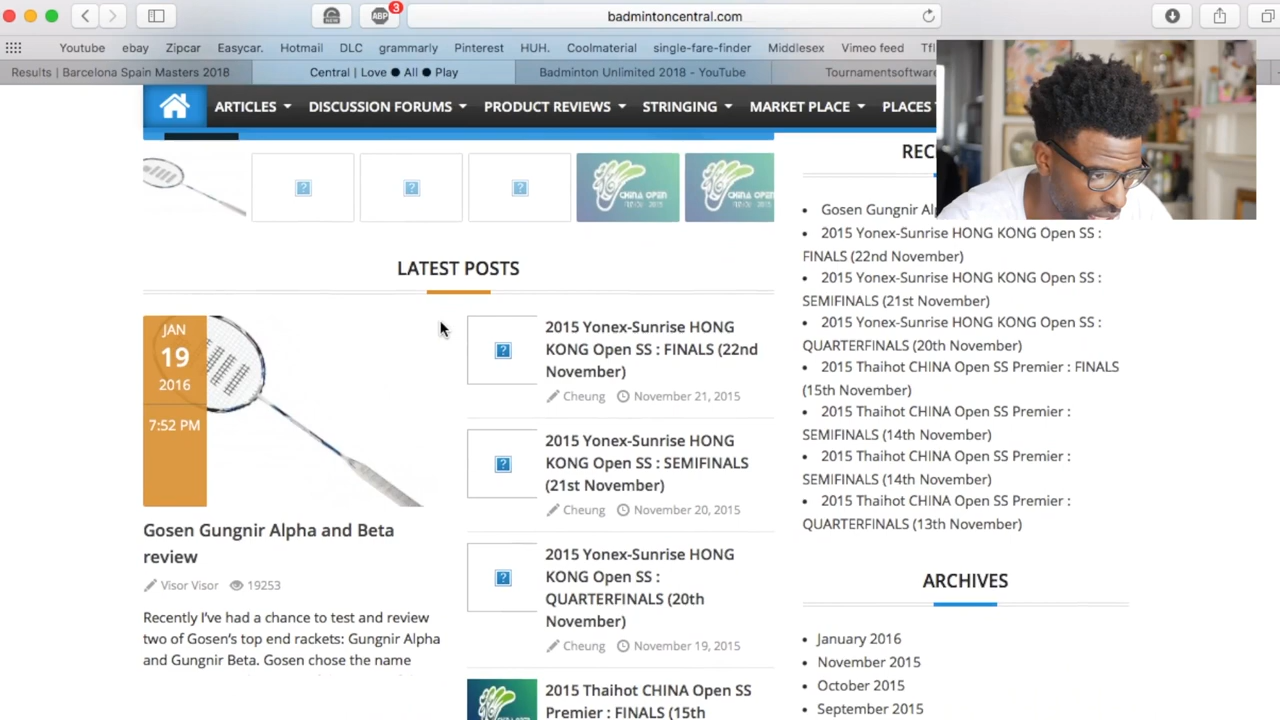 badmintoncentral.com
ABP
3
Youtube ebay Zipcar Easycar. Hotmail DLC grammarly Pinterest HUH. Coolmaterial single-fare-finder Middlesex Vimeo feed Tfl
Results | Barcelona Spain Masters 2018
Central | Love ● All ● Play
Badminton Unlimited 2018 - YouTube
Tournamentsoftware
ARTICLES DISCUSSION FORUMS PRODUCT REVIEWS STRINGING MARKET PLACE PLACES
CHINA OPEN
CHINA OPEN
LATEST POSTS
JAN
19
2016
7:52 PM
Gosen Gungnir Alpha and Beta
review
Visor Visor 19253
Recently I've had a chance to test and review
two of Gosen's top end rackets: Gungnir Alpha
and Gungnir Beta. Gosen chose the name
2015 Yonex-Sunrise HONG
KONG Open SS : FINALS (22nd
November)
Cheung November 21, 2015
2015 Yonex-Sunrise HONG
KONG Open SS : SEMIFINALS
(21st November)
Cheung November 20, 2015
2015 Yonex-Sunrise HONG
KONG Open SS :
QUARTERFINALS (20th
November)
Cheung November 19, 2015
2015 Thaihot CHINA Open SS
Premier : FINALS (15th
REC
Gosen Gungnir Al
2015 Yonex-Sunrise HONG KONG Open SS :
FINALS (22nd November)
2015 Yonex-Sunrise HONG KONG Open SS :
SEMIFINALS (21st November)
2015 Yonex-Sunrise HONG KONG Open SS :
QUARTERFINALS (20th November)
2015 Thaihot CHINA Open SS Premier : FINALS
(15th November)
2015 Thaihot CHINA Open SS Premier :
SEMIFINALS (14th November)
2015 Thaihot CHINA Open SS Premier :
SEMIFINALS (14th November)
2015 Thaihot CHINA Open SS Premier :
QUARTERFINALS (13th November)
ARCHIVES
January 2016
November 2015
October 2015
September 2015